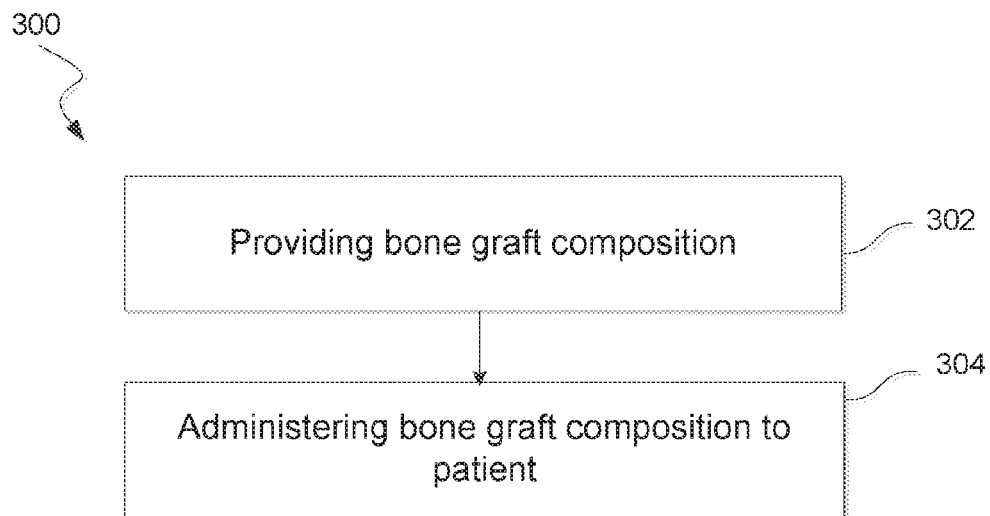 300
Providing bone graft composition
302
304
Administering bone graft composition to
patient